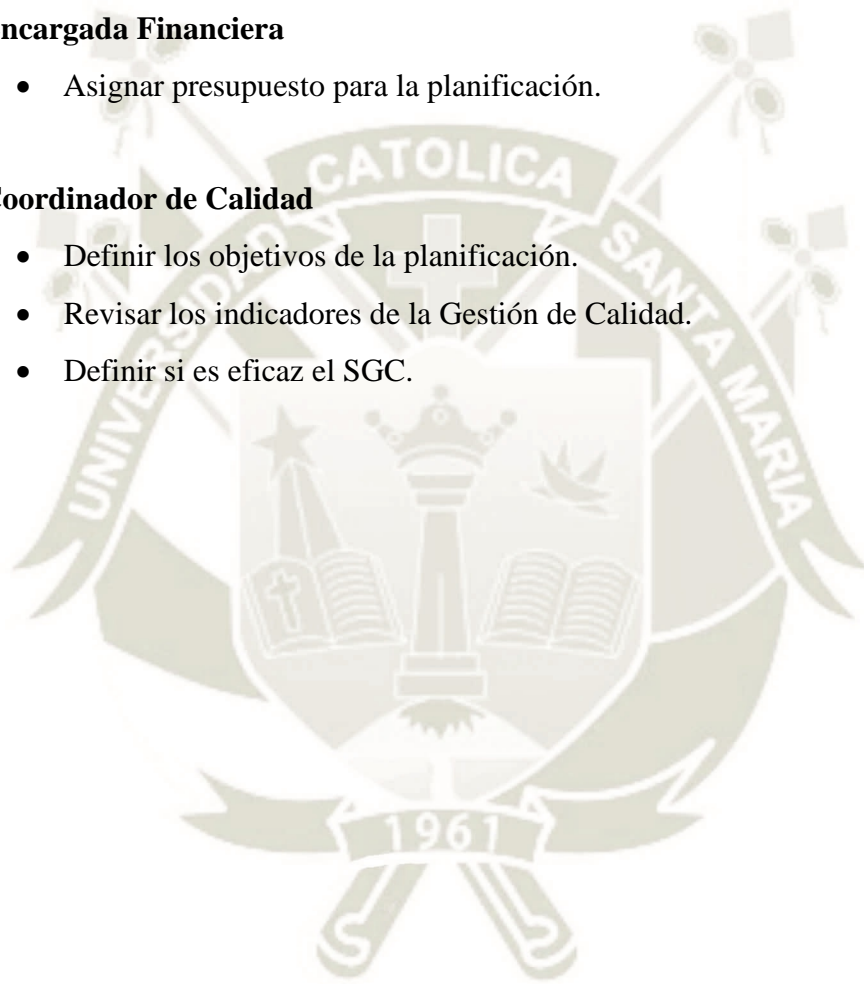 ncargada Financiera
• Asignar presupuesto para la planificación.
oordinador de Calidad
• Definir los objetivos de la planificación.
• Revisar los indicadores de la Gestión de Calidad.
• Definir si es eficaz el SGC.
UNIVERSIDAD CATOLICA SANTA MARIA
1961